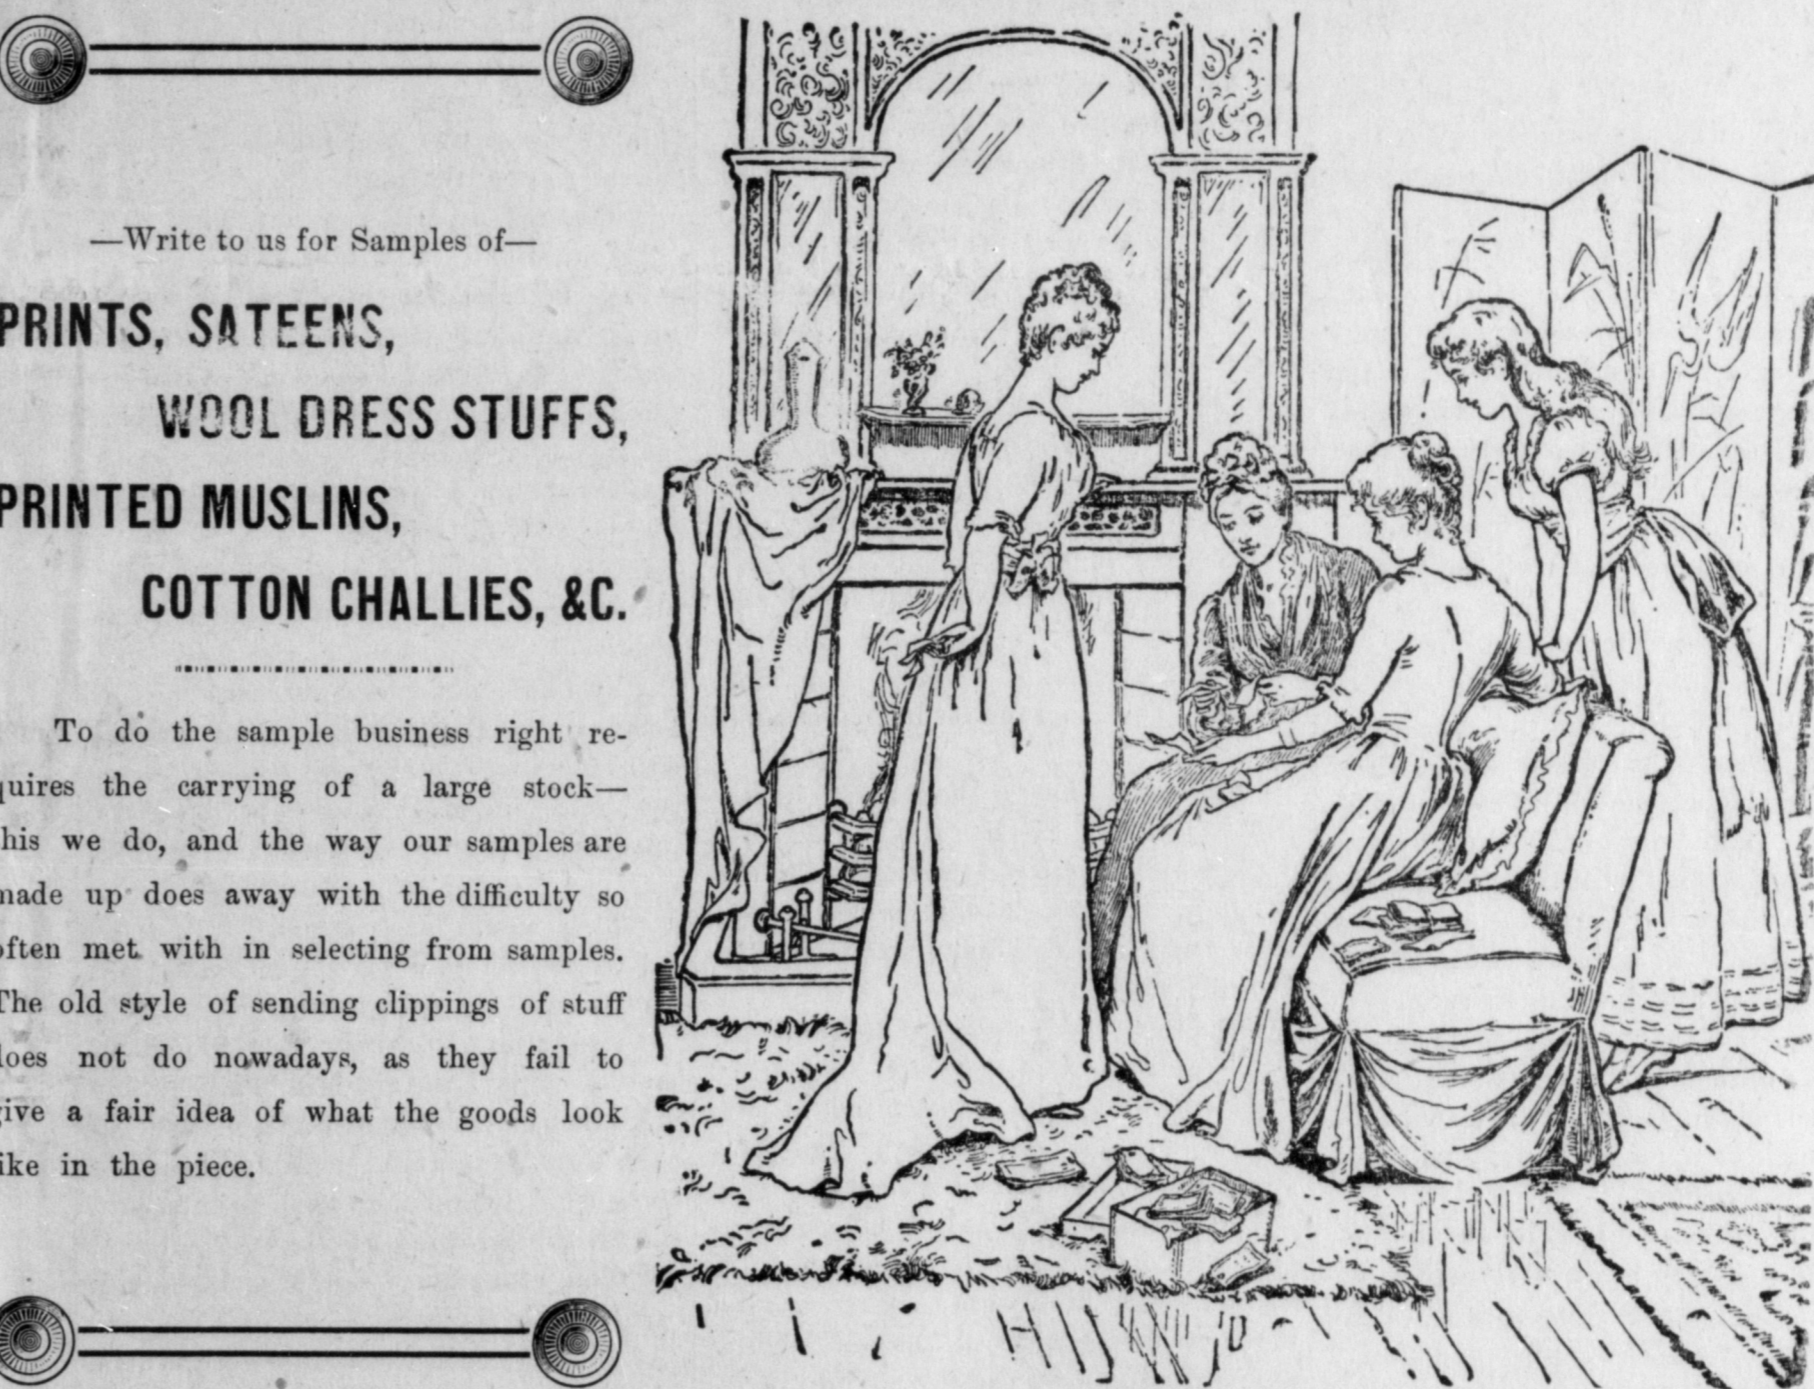 —Write to us for Samples of—
PRINTS, SATEENS,
WOOL DRESS STUFFS,
PRINTED MUSLINS,
COTTON CHALLIES, &C.
To do the sample business right re-
quires the carrying of a large stock—
this we do, and the way our samples are
made up does away with the difficulty so
often met with in selecting from samples.
The old style of sending clippings of stuff
does not do nowadays, as they fail to
give a fair idea of what the goods look
like in the piece.